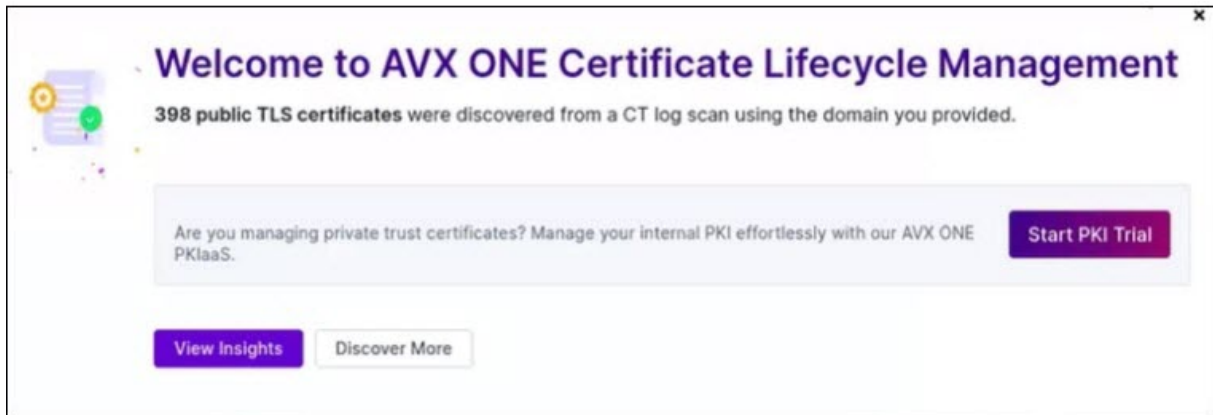 Welcome to AVX ONE Certificate Lifecycle Management
398 public TLS certificates were discovered from a CT log scan using the domain you provided.
Are you managing private trust certificates? Manage your internal PKI effortlessly with our AVX ONE
PKIaaS.
Start PKI Trial
View Insights
Discover More